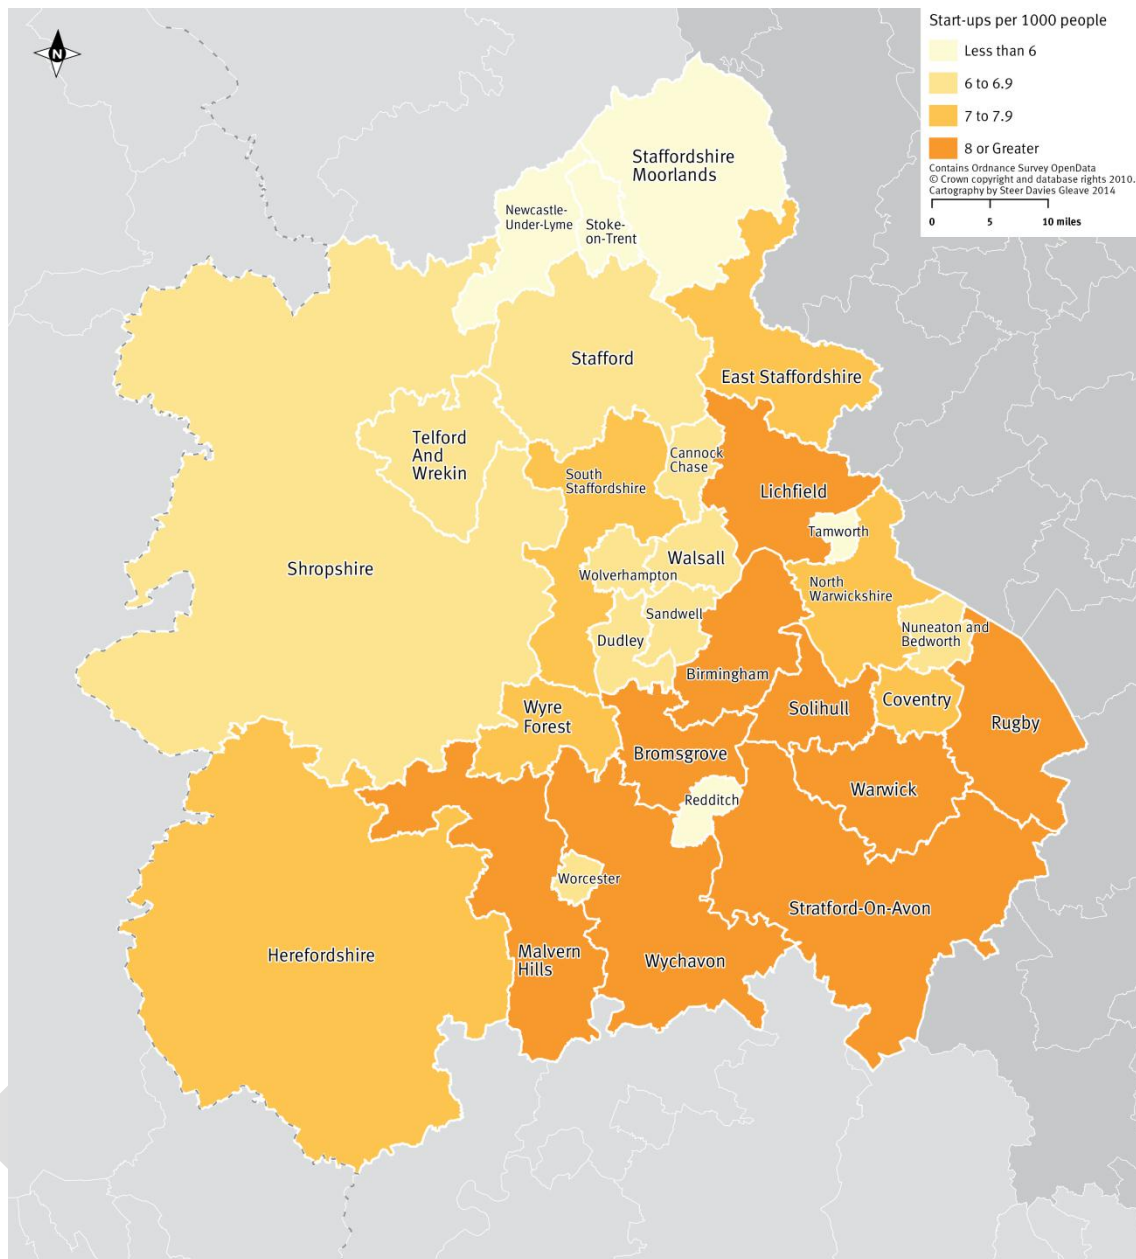 N
Start-ups per 1000 people
Less than 6
6 to 6.9
7 to 7.9
8 or Greater
Contains Ordnance Survey OpenData
© Crown copyright and database rights 2010.
Cartography by Steer Davies Gleave 2014
0 5 10 miles
Staffordshire
Moorlands
Newcastle-
Under-Lyme
Stoke-
on-Trent
Stafford
East Staffordshire
Telford
And
Wrekin
South
Staffordshire
Cannock
Chase
Lichfield
Tamworth
Shropshire
Wolverhampton
Walsall
North
Warwickshire
Sandwell
Dudley
Nuneaton and
Bedworth
Birmingham
Wyre
Forest
Solihull
Coventry
Rugby
Bromsgrove
Warwick
Redditch
Worcester
Stratford-On-Avon
Herefordshire
Malvern
Hills
Wychavon